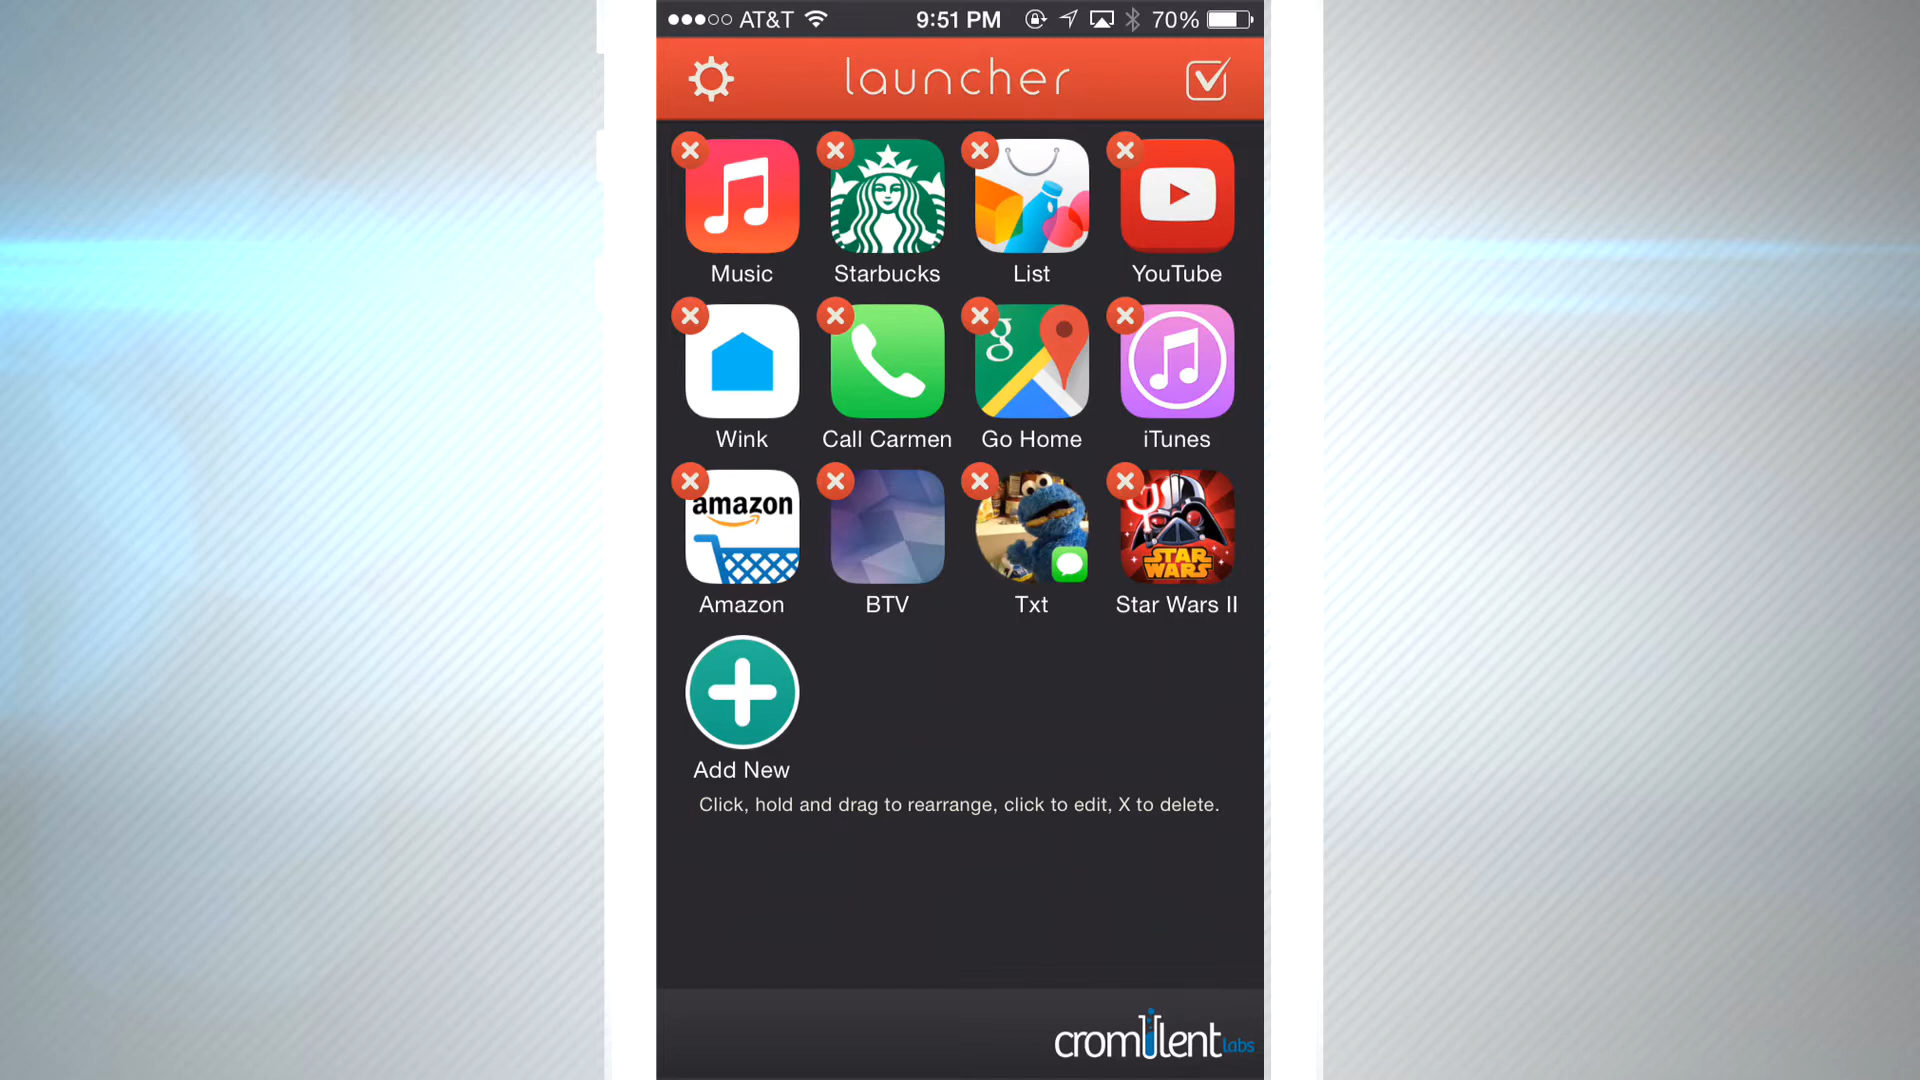 AT&T 9:51 PM 70%
launcher
Music Starbucks List YouTube
g
Wink Call Carmen Go Home iTunes
amazon
STAR
WARS
Amazon BTV Txt Star Wars II
Add New
Click, hold and drag to rearrange, click to edit, X to delete.
cromulent labs